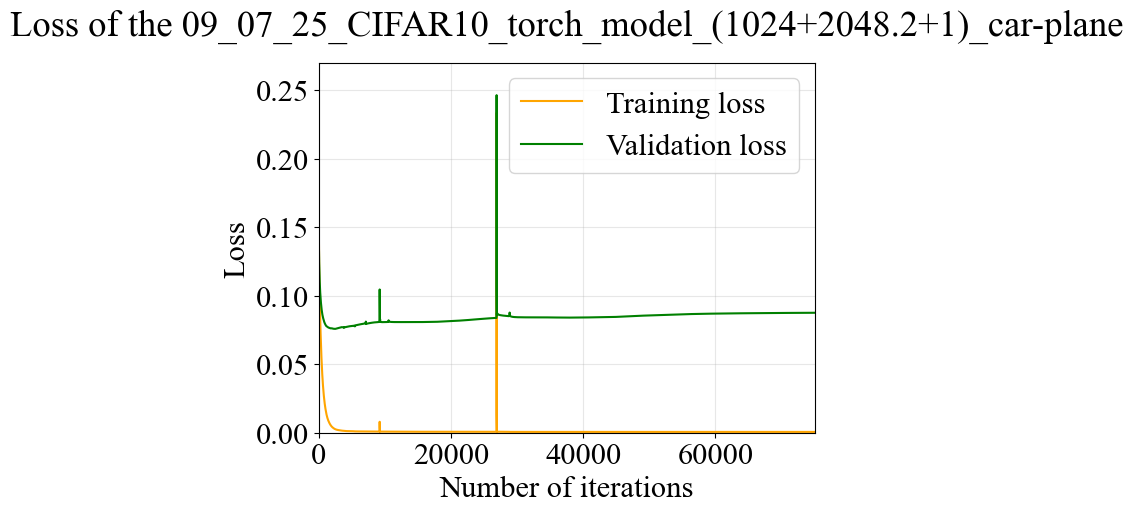 Loss of the 09_07_25_CIFAR10_torch_model_(1024+2048.2+1)_car-plane
Training loss
Validation loss
0.25
0.20
0.15
0.10
0.05
0.00
Loss
0 20000 40000 60000
Number of iterations